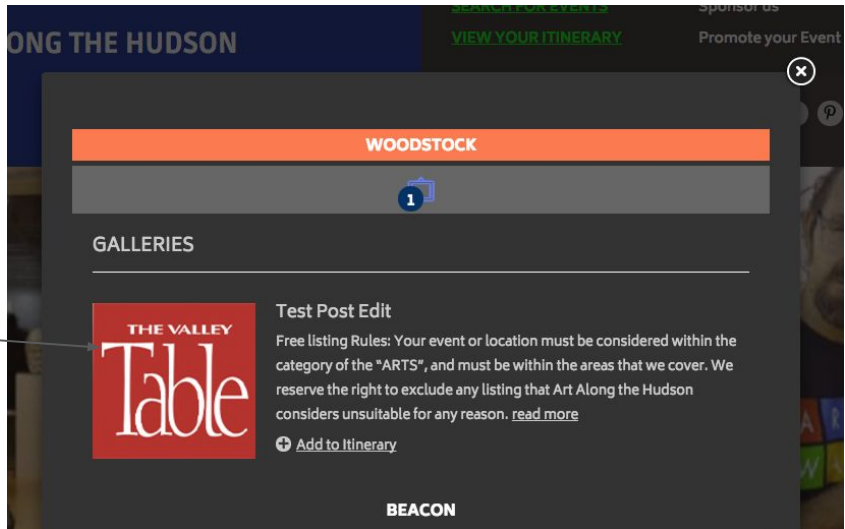 SEARCH FOR EVENTS
Sponsor us
ONG THE HUDSON
VIEW YOUR ITINERARY
Promote your Event
WOODSTOCK
1
GALLERIES
THE VALLEY
Table
Test Post Edit
Free listing Rules: Your event or location must be considered within the
category of the "ARTS", and must be within the areas that we cover. We
reserve the right to exclude any listing that Art Along the Hudson
considers unsuitable for any reason. read more
Add to Itinerary
A R
W
BEACON